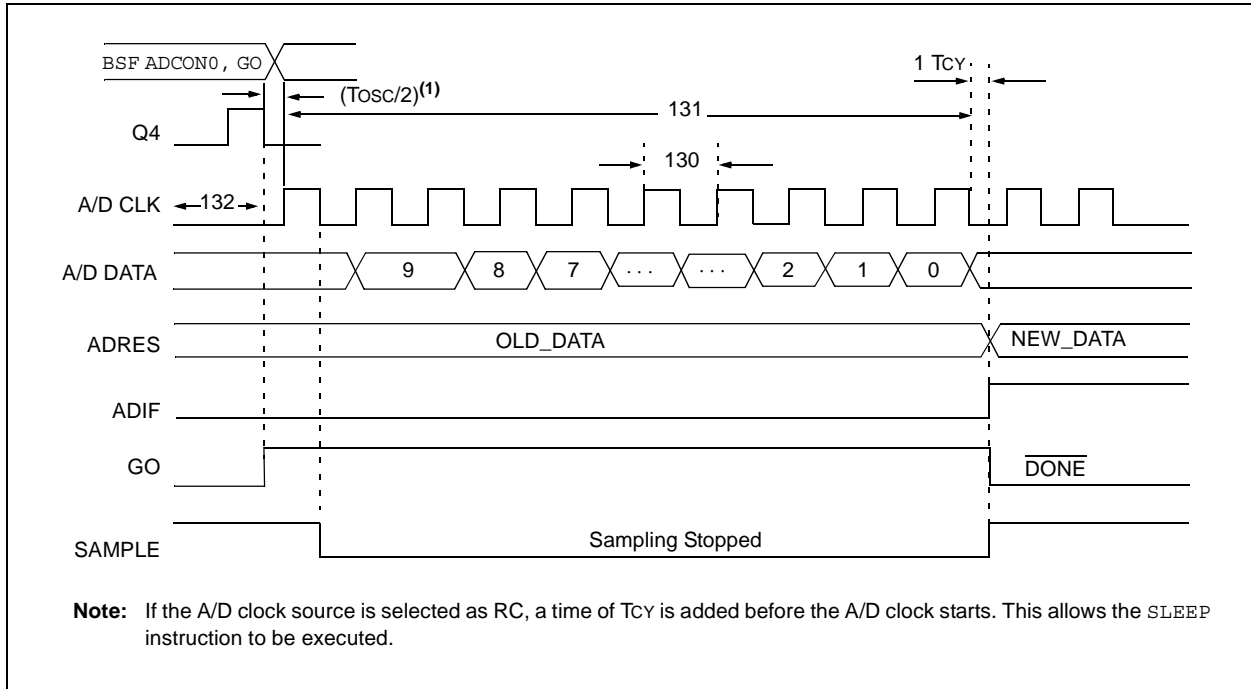 BSF ADCON0, GO
1 TCY
(TOSC/2)(1)
131
Q4
130
A/D CLK
132
A/D DATA
9 8 7 ... ... 2 1 0
ADRES
OLD_DATA
NEW_DATA
ADIF
GO
DONE
SAMPLE
Sampling Stopped
Note: If the A/D clock source is selected as RC, a time of TCY is added before the A/D clock starts. This allows the SLEEP
instruction to be executed.